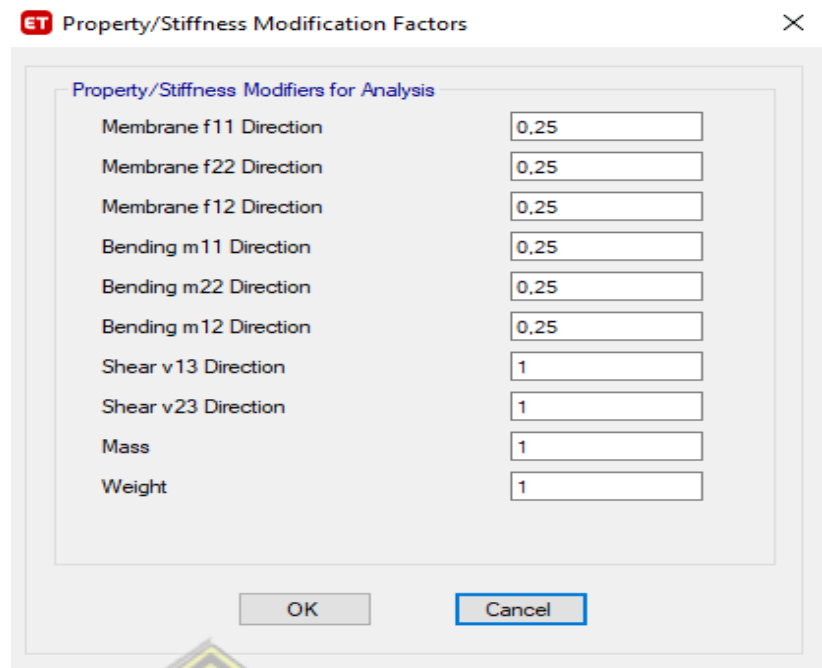 ET Property/Stiffness Modification Factors
Property/Stiffness Modifiers for Analysis
Membrane f11 Direction 0,25
Membrane f22 Direction 0,25
Membrane f12 Direction 0,25
Bending m11 Direction 0,25
Bending m22 Direction 0,25
Bending m12 Direction 0,25
Shear v13 Direction 1
Shear v23 Direction 1
Mass 1
Weight 1
OK Cancel